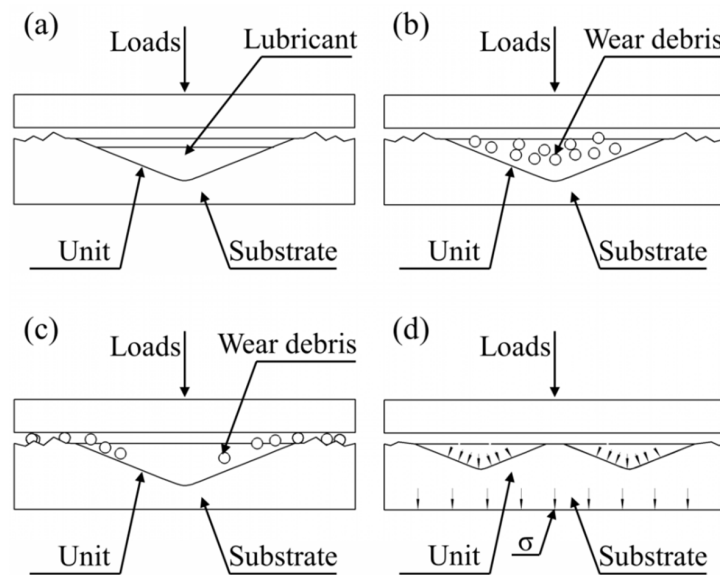 (a)
Loads
Lubricant
Unit
Substrate
(b)
Loads
Wear debris
Unit
Substrate
(c)
Loads
Wear debris
Unit
Substrate
(d)
Loads
Unit
σ
Substrate